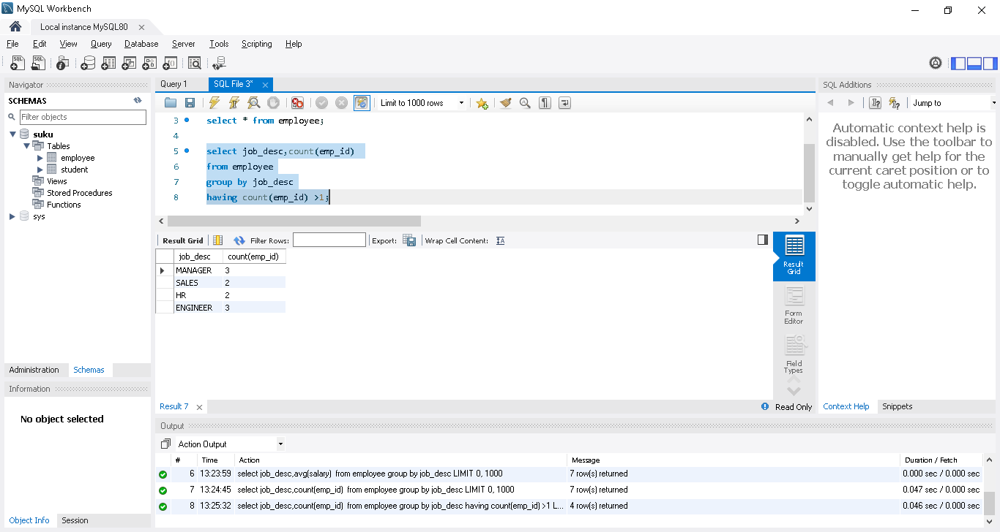 MySQL Workbench
Local instance MySQL80
File Edit View Query Database Server Tools Scripting Help
Navigator
SCHEMAS
Filter objects
suku
Tables
employee
student
Views
Stored Procedures
Functions
sys
Administration Schemas
Information
No object selected
Object Info Session
Query 1 SQL File 3*
Limit to 1000 rows
3 select * from employee;
4
5 select job_desc,count(emp_id)
6 from employee
7 group by job_desc
8 having count(emp_id) >1;
Result Grid Filter Rows: Export: Wrap Cell Content:
job_desc count(emp_id)
MANAGER 3
SALES 2
HR 2
ENGINEER 3
Result Grid
Form Editor
Field Types
Result 7 Read Only
SQL Additions
Jump to
Automatic context help is
disabled. Use the toolbar to
manually get help for the
current caret position or to
toggle automatic help.
Context Help Snippets
Output
Action Output
# Time Action Message Duration / Fetch
6 13:23:59 select job_desc,avg(salary) from employee group by job_desc LIMIT 0, 1000 7 row(s) returned 0.000 sec / 0.000 sec
7 13:24:45 select job_desc,count(emp_id) from employee group by job_desc LIMIT 0, 1000 7 row(s) returned 0.047 sec / 0.000 sec
8 13:25:32 select job_desc,count(emp_id) from employee group by job_desc having count(emp_id) >1 L... 4 row(s) returned 0.046 sec / 0.000 sec